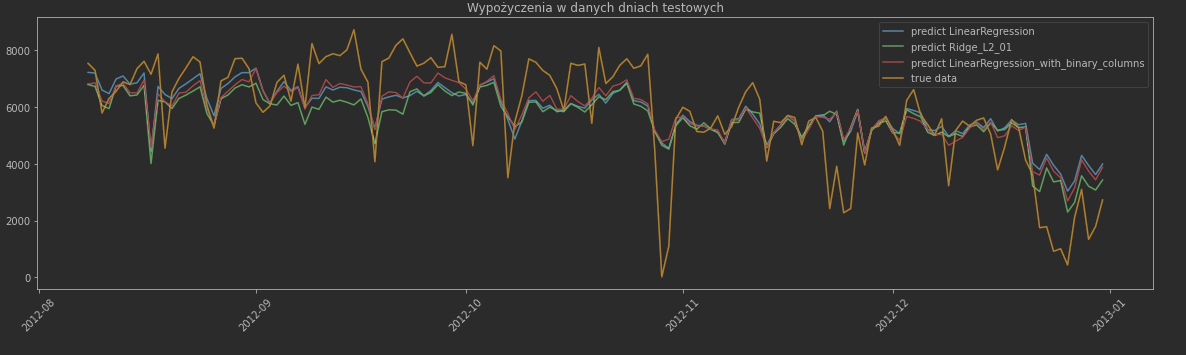 Wypożyczenia w danych dniach testowych
predict LinearRegression
predict Ridge_L2_01
predict LinearRegression_with_binary_columns
true data
8000
6000
4000
2000
0
2012-08
2012-09
2012-10
2012-11
2012-12
2013-01